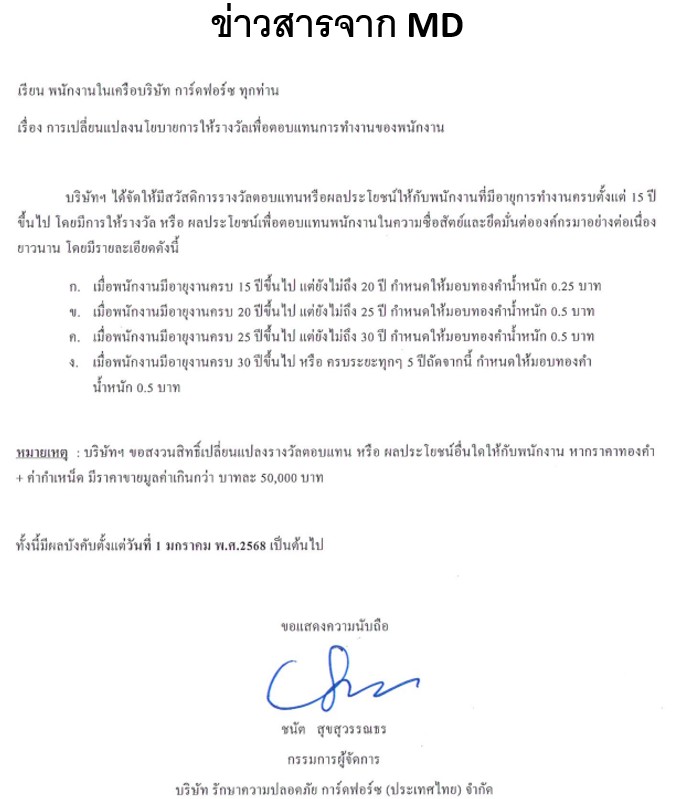 ข่าวสารจาก MD
เรียน พนักงานในเครือบริษัท การ์ดฟอร์ซ ทุกท่าน
เรื่อง การเปลี่ยนแปลงนโยบายการให้รางวัลเพื่อตอบแทนการทำงานของพนักงาน
บริษัทฯ ได้จัดให้มีสวัสดิการรางวัลตอบแทนหรือผลประโยชน์ให้กับพนักงานที่มีอายุการทำงานครบตั้งแต่ 15 ปี
ขึ้นไป โดยมีการให้รางวัล หรือ ผลประโยชน์เพื่อตอบแทนพนักงานในความซื่อสัตย์และยึดมั่นต่อองค์กรมาอย่างต่อเนื่อง
ยาวนาน โดยมีรายละเอียดดังนี้
ก. เมื่อพนักงานมีอายุงานครบ 15 ปีขึ้นไป แต่ยังไม่ถึง 20 ปี กำหนดให้มอบทองคำน้ำหนัก 0.25 บาท
ข. เมื่อพนักงานมีอายุงานครบ 20 ปีขึ้นไป แต่ยังไม่ถึง 25 ปี กำหนดให้มอบทองคำน้ำหนัก 0.5 บาท
ค. เมื่อพนักงานมีอายุงานครบ 25 ปีขึ้นไป แต่ยังไม่ถึง 30 ปี กำหนดให้มอบทองคำน้ำหนัก 0.5 บาท
ง. เมื่อพนักงานมีอายุงานครบ 30 ปีขึ้นไป หรือ ครบระยะทุกๆ 5 ปีถัดจากนี้ กำหนดให้มอบทองคำ
น้ำหนัก 0.5 บาท
หมายเหตุ : บริษัทฯ ขอสงวนสิทธิ์เปลี่ยนแปลงรางวัลตอบแทน หรือ ผลประโยชน์อื่นใดให้กับพนักงาน หากราคาทองคำ
+ ค่ากำเหน็ด มีราคาขายมูลค่าเกินกว่า บาทละ 50,000 บาท
ทั้งนี้มีผลบังคับตั้งแต่วันที่ 1 มกราคม พ.ศ.2568 เป็นต้นไป
ขอแสดงความนับถือ
ชนัต สุขสุวรรณธร
กรรมการผู้จัดการ
บริษัท รักษาความปลอดภัย การ์ดฟอร์ซ (ประเทศไทย) จำกัด